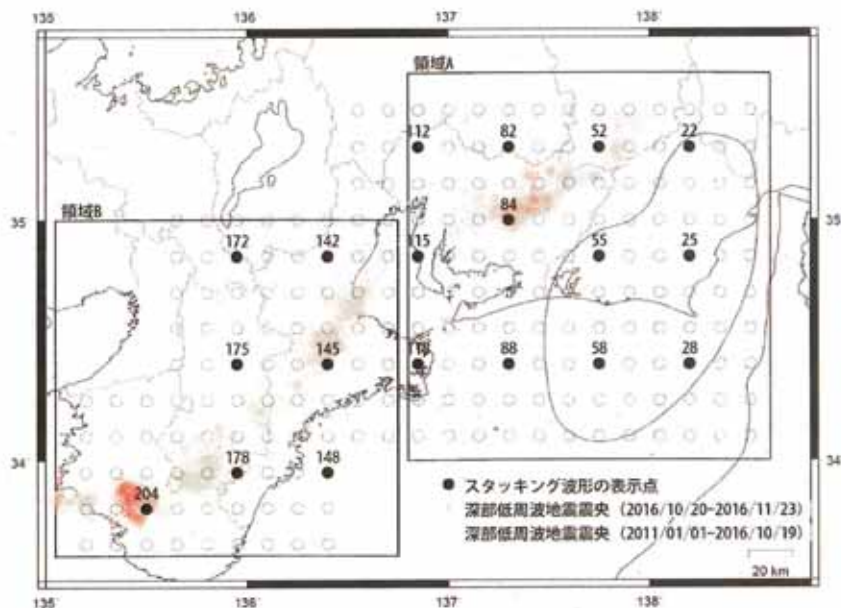 135 136 137 138
領域A
112 82 52 22
84
35 35
領域B
172 142 115 55 25
175 145 118 88 58 28
34 34
178 148
204
スタッキング波形の表示点
深部低周波地震震央（2016/10/20-2016/11/23）
深部低周波地震震央（2011/01/01-2016/10/19）
20 km
135 136 137 138